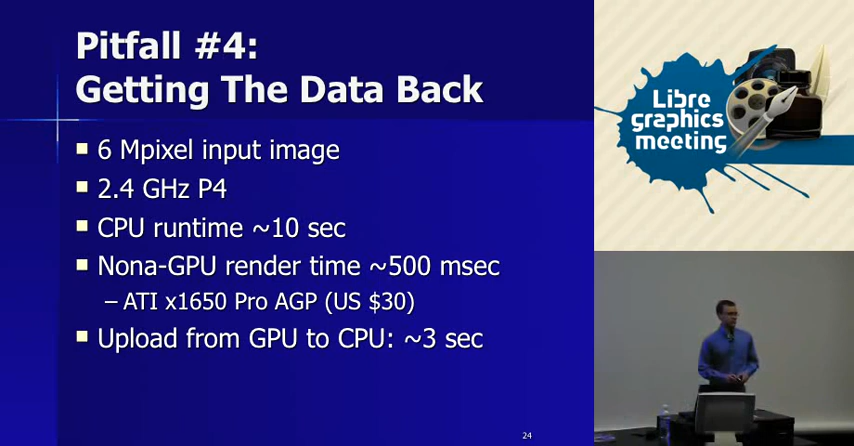 Pitfall #4:
Getting The Data Back
6 Mpixel input image
2.4 GHz P4
CPU runtime ~10 sec
Nona-GPU render time ~500 msec
– ATI x1650 Pro AGP (US $30)
Upload from GPU to CPU: ~3 sec
24
Libre
graphics
meeting